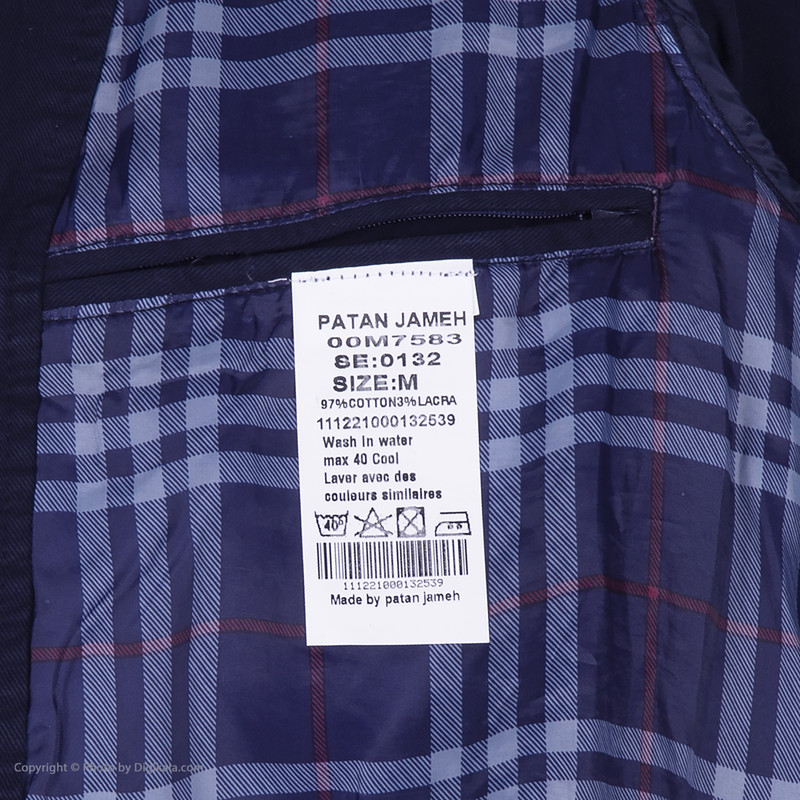 PATAN JAMEH
00M7583
SE:0132
SIZE:M
97%COTTON3%LACRA
111221000132539
Wash in water
max 40 Cool
Laver avec des
couleurs similaires
40°
111221000132539
Made by patan jameh
Copyright © Photo by Digikala.com